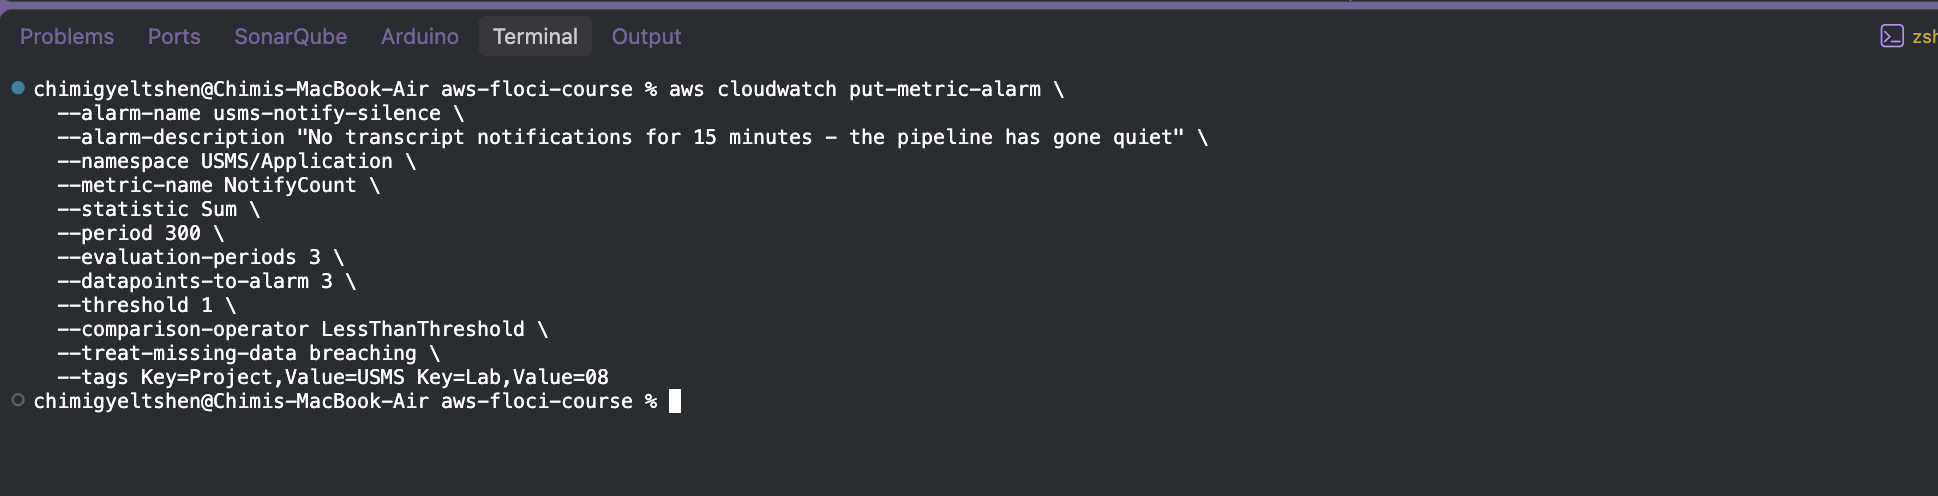 Problems Ports SonarQube Arduino Terminal Output zsh
chimigyeltshen@Chimis-MacBook-Air aws-floci-course % aws cloudwatch put-metric-alarm \
--alarm-name usms-notify-silence \
--alarm-description "No transcript notifications for 15 minutes - the pipeline has gone quiet" \
--namespace USMS/Application \
--metric-name NotifyCount \
--statistic Sum \
--period 300 \
--evaluation-periods 3 \
--datapoints-to-alarm 3 \
--threshold 1 \
--comparison-operator LessThanThreshold \
--treat-missing-data breaching \
--tags Key=Project,Value=USMS Key=Lab,Value=08
chimigyeltshen@Chimis-MacBook-Air aws-floci-course %